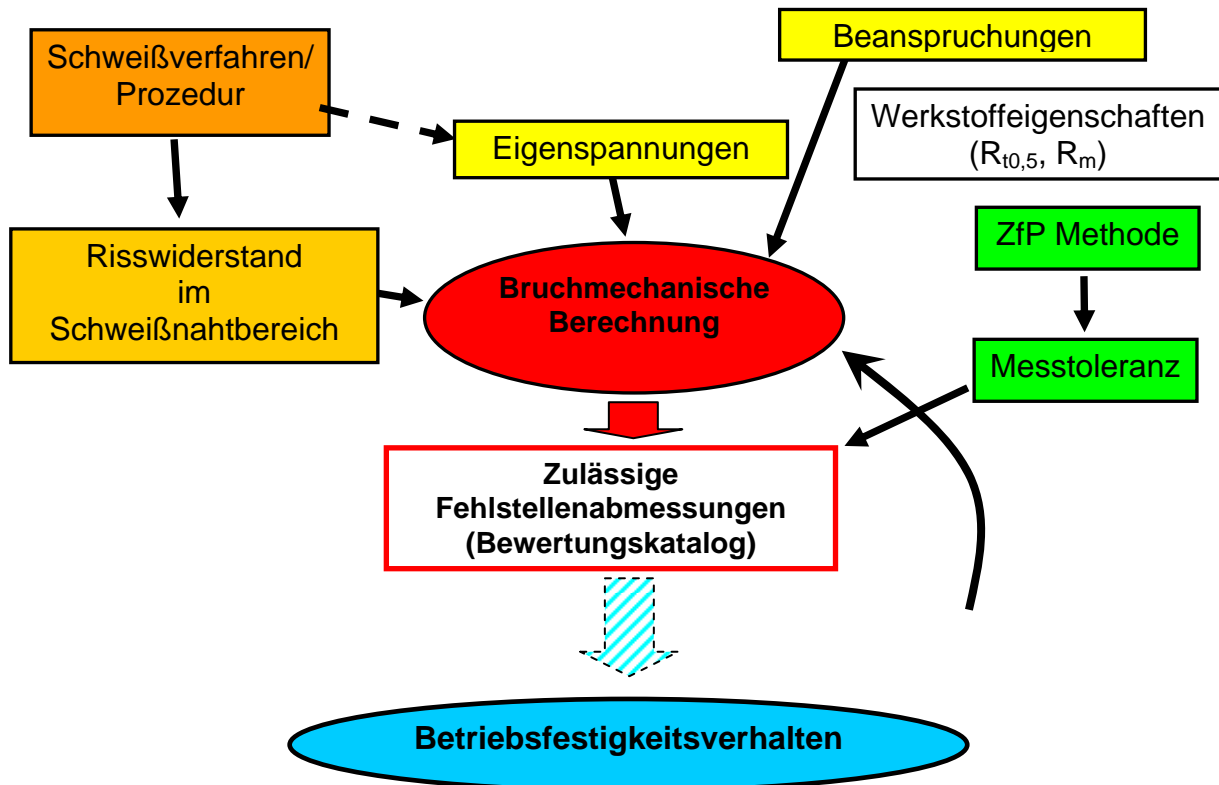 Schweißverfahren/
Prozedur
Beanspruchungen
Werkstoffeigenschaften
(Rt0,5, Rm)
Eigenspannungen
ZfP Methode
Risswiderstand
im
Schweißnahtbereich
Bruchmechanische
Berechnung
Messtoleranz
Zulässige
Fehlstellenabmessungen
(Bewertungskatalog)
Betriebsfestigkeitsverhalten